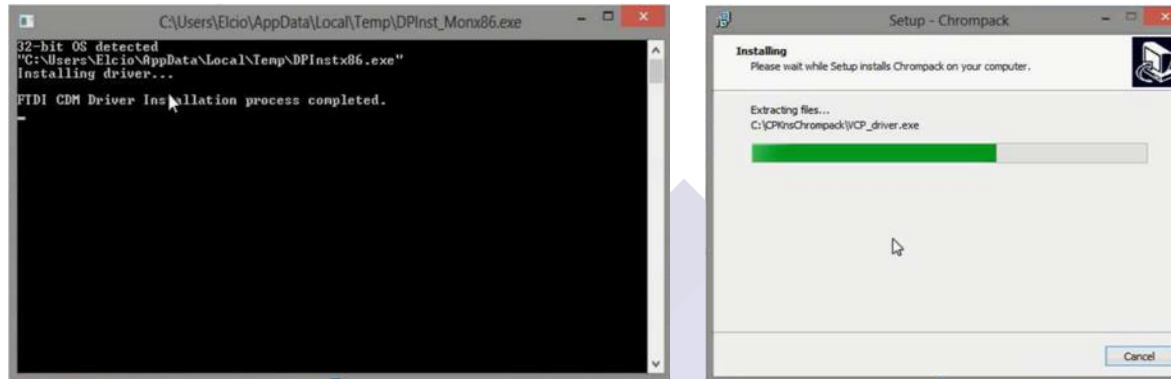 C:\Users\Elcio\AppData\Local\Temp\DPInst_Monx86.exe
32-bit OS detected
"C:\Users\Elcio\AppData\Local\Temp\DPInstx86.exe"
Installing driver...
FTDI CDM Driver Installation process completed.
Setup - Chrompack
Installing
Please wait while Setup installs Chrompack on your computer.
Extracting files...
C:\CPKnsChrompack\VCP_driver.exe
Cancel